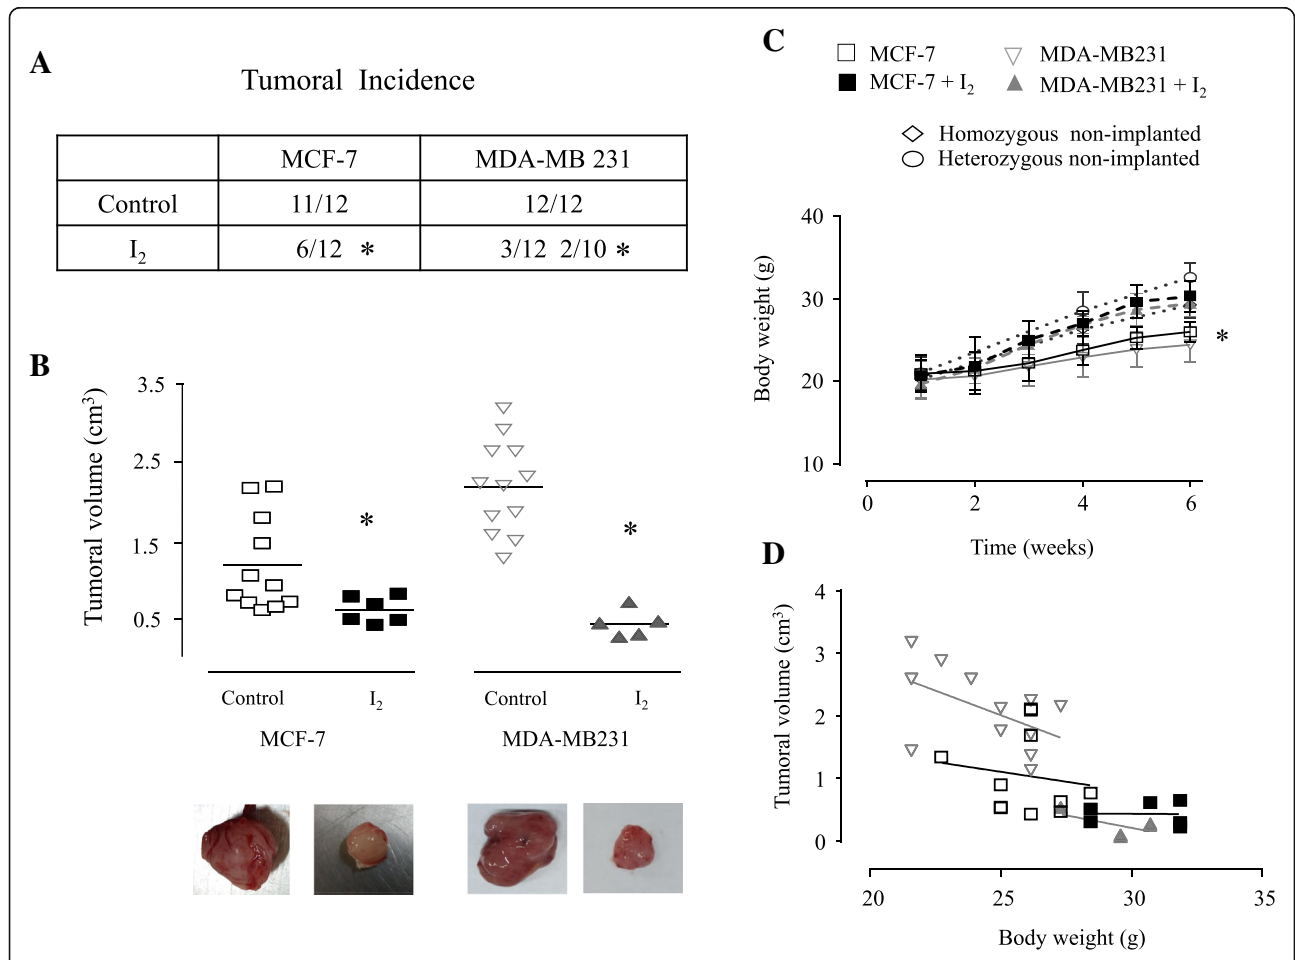 A
Tumoral Incidence
MCF-7 MDA-MB 231
Control 11/12 12/12
I₂ 6/12 * 3/12 2/10 *
B
Tumoral volume (cm³)
3.5
2.5
1.5
0.5
*
*
Control I₂ Control I₂
MCF-7 MDA-MB231
C
MCF-7 MDA-MB231
MCF-7 + I₂ MDA-MB231 + I₂
Homozygous non-implanted
Heterozygous non-implanted
Body weight (g)
40
30
20
10
*
0 2 4 6
Time (weeks)
D
Tumoral volume (cm³)
4
3
2
1
0
20 25 30 35
Body weight (g)